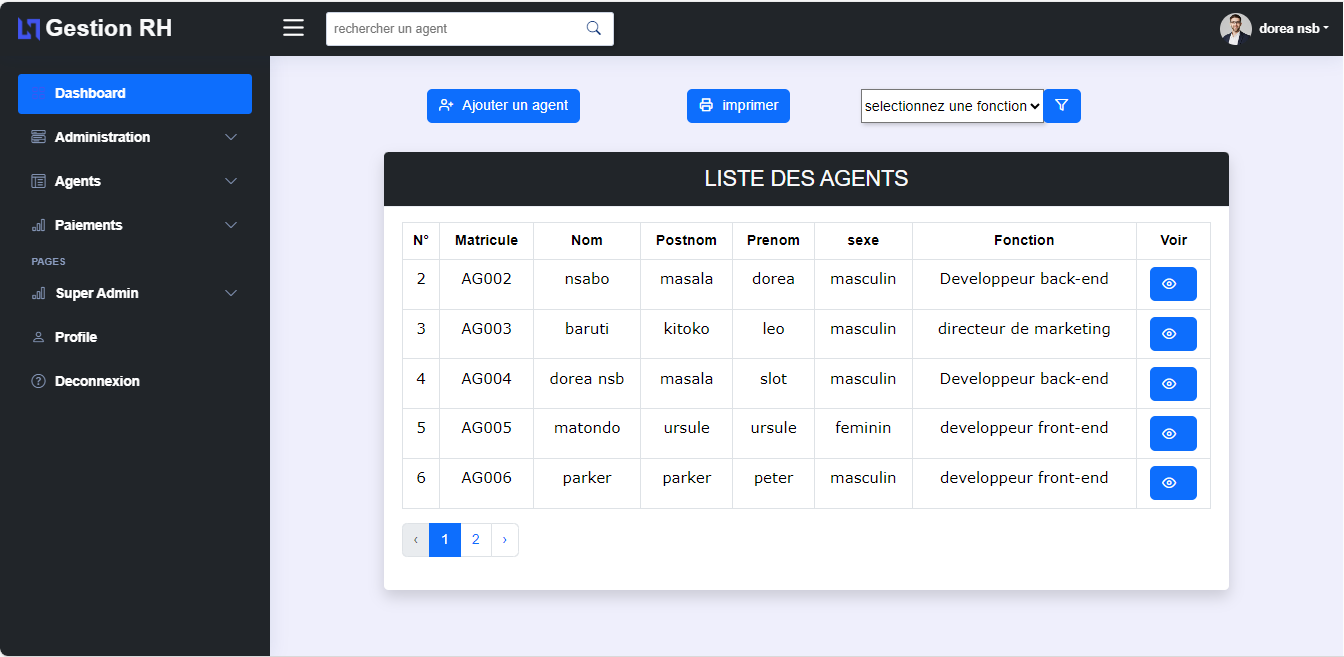 Gestion RH
rechercher un agent
dorea nsb
Dashboard
Administration
Agents
Paiements
PAGES
Super Admin
Profile
Deconnexion
Ajouter un agent
imprimer
selectionnez une fonction
LISTE DES AGENTS
N° Matricule Nom Postnom Prenom sexe Fonction Voir
2 AG002 nsabo masala dorea masculin Developpeur back-end
3 AG003 baruti kitoko leo masculin directeur de marketing
4 AG004 dorea nsb masala slot masculin Developpeur back-end
5 AG005 matondo ursule ursule feminin developpeur front-end
6 AG006 parker parker peter masculin developpeur front-end
‹ 1 2 ›